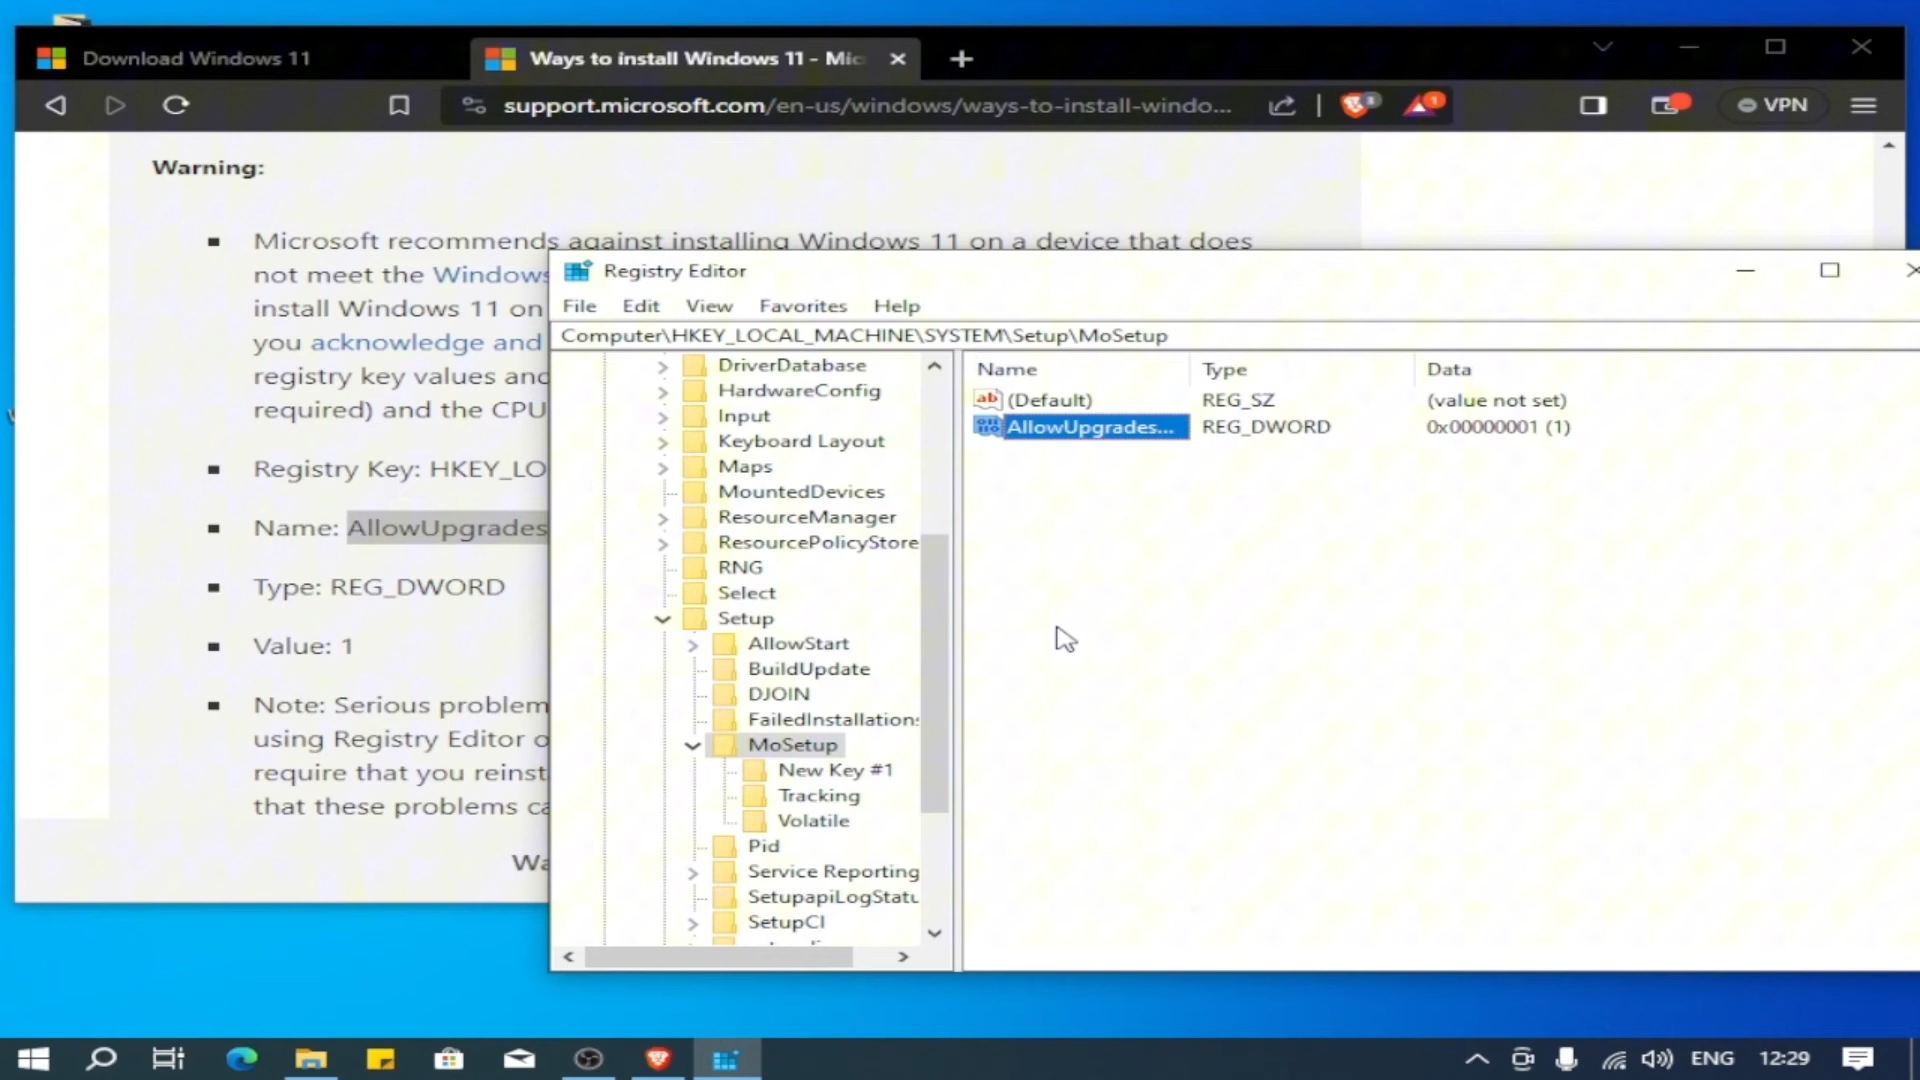 Download Windows 11
Ways to install Windows 11 - Mic
support.microsoft.com/en-us/windows/ways-to-install-windo...
1
VPN
Warning:
Microsoft recommends against installing Windows 11 on a device that does
not meet the Windows
install Windows 11 on
you acknowledge and
registry key values and
required) and the CPU
Registry Key: HKEY_LO
Name: AllowUpgrades
Type: REG_DWORD
Value: 1
Note: Serious problem
using Registry Editor o
require that you reinst
that these problems ca
Wa
Registry Editor
File Edit View Favorites Help
Computer\HKEY_LOCAL_MACHINE\SYSTEM\Setup\MoSetup
DriverDatabase
HardwareConfig
Input
Keyboard Layout
Maps
MountedDevices
ResourceManager
ResourcePolicyStore
RNG
Select
Setup
AllowStart
BuildUpdate
DJOIN
FailedInstallations
MoSetup
New Key #1
Tracking
Volatile
Pid
Service Reporting
SetupapiLogStatu
SetupCl
Name Type Data
ab (Default) REG_SZ (value not set)
AllowUpgrades... REG_DWORD 0x00000001 (1)
ENG 12:29